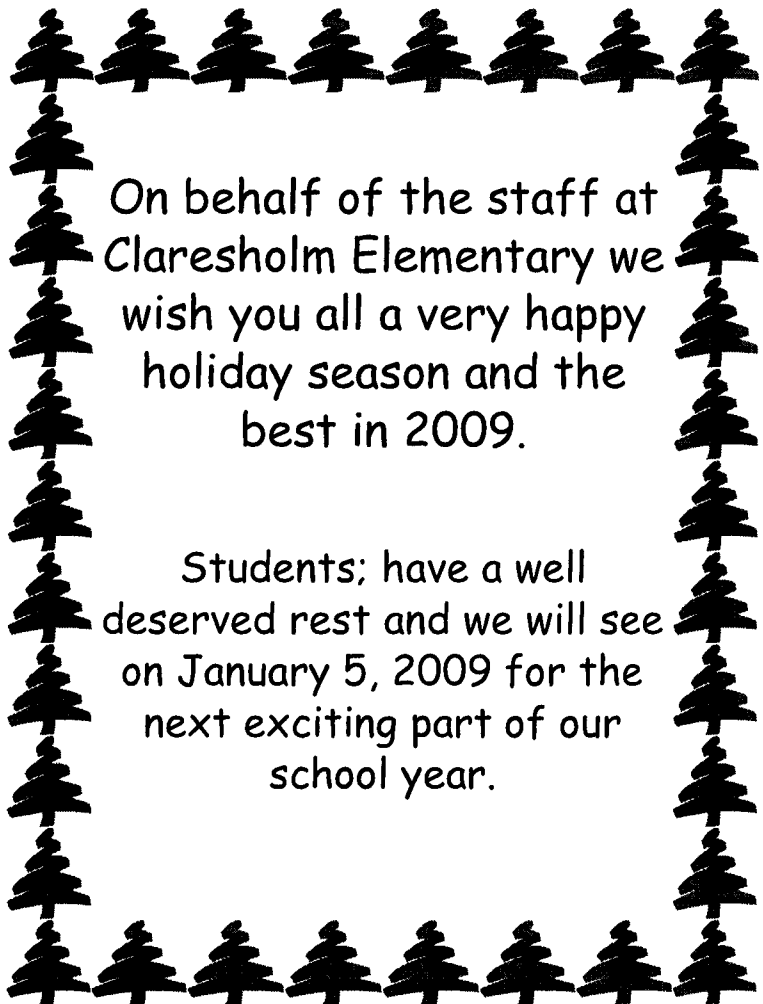 On behalf of the staff at
Claresholm Elementary we
wish you all a very happy
holiday season and the
best in 2009.
Students; have a well
deserved rest and we will see
on January 5, 2009 for the
next exciting part of our
school year.